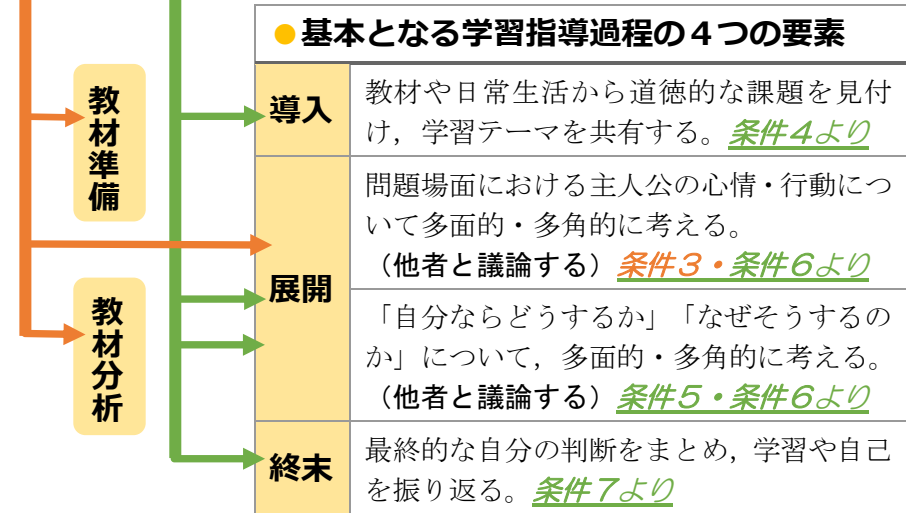 ●基本となる学習指導過程の４つの要素
教材準備
教材分析
導入
教材や日常生活から道徳的な課題を見付
け，学習テーマを共有する。条件４より
展開
問題場面における主人公の心情・行動につ
いて多面的・多角的に考える。
（他者と議論する）条件３・条件６より
「自分ならどうするか」「なぜそうするの
か」について，多面的・多角的に考える。
（他者と議論する）条件５・条件６より
終末
最終的な自分の判断をまとめ，学習や自己
を振り返る。条件７より